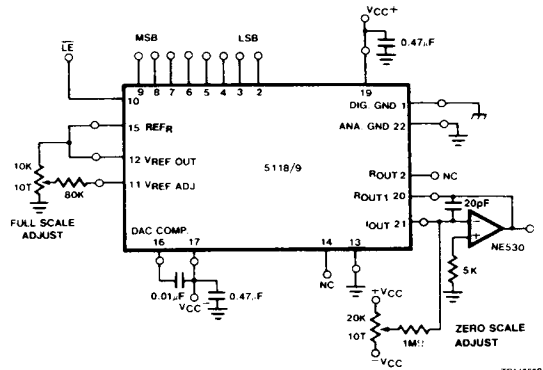 VCC+
0.47µF
LE
MSB
LSB
9 8 7 6 5 4 3 2
19
10
DIG. GND 1
15 REFR
ANA. GND 22
12 VREF OUT
5118/9
ROUT2
NC
10K
10T
80K
11 VREF ADJ
ROUT1 20
20pF
IOUT 21
FULL SCALE
ADJUST
NE530
DAC COMP.
16 17
14
13
5K
0.01µF
0.47µF
VCC-
NC
+VCC
20K
10T
1MΩ
-VCC
ZERO SCALE
ADJUST